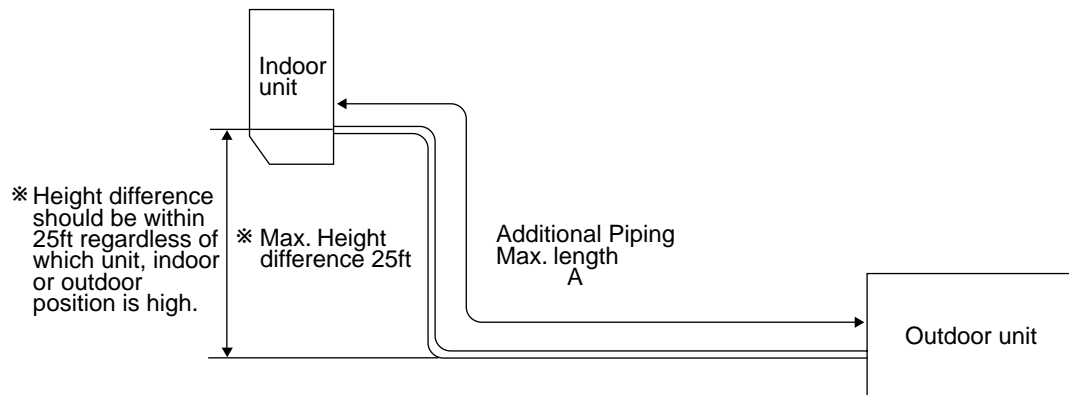 Indoor
unit
※ Height difference
should be within
25ft regardless of
which unit, indoor
or outdoor
position is high.
※ Max. Height
difference 25ft
Additional Piping
Max. length
A
Outdoor unit